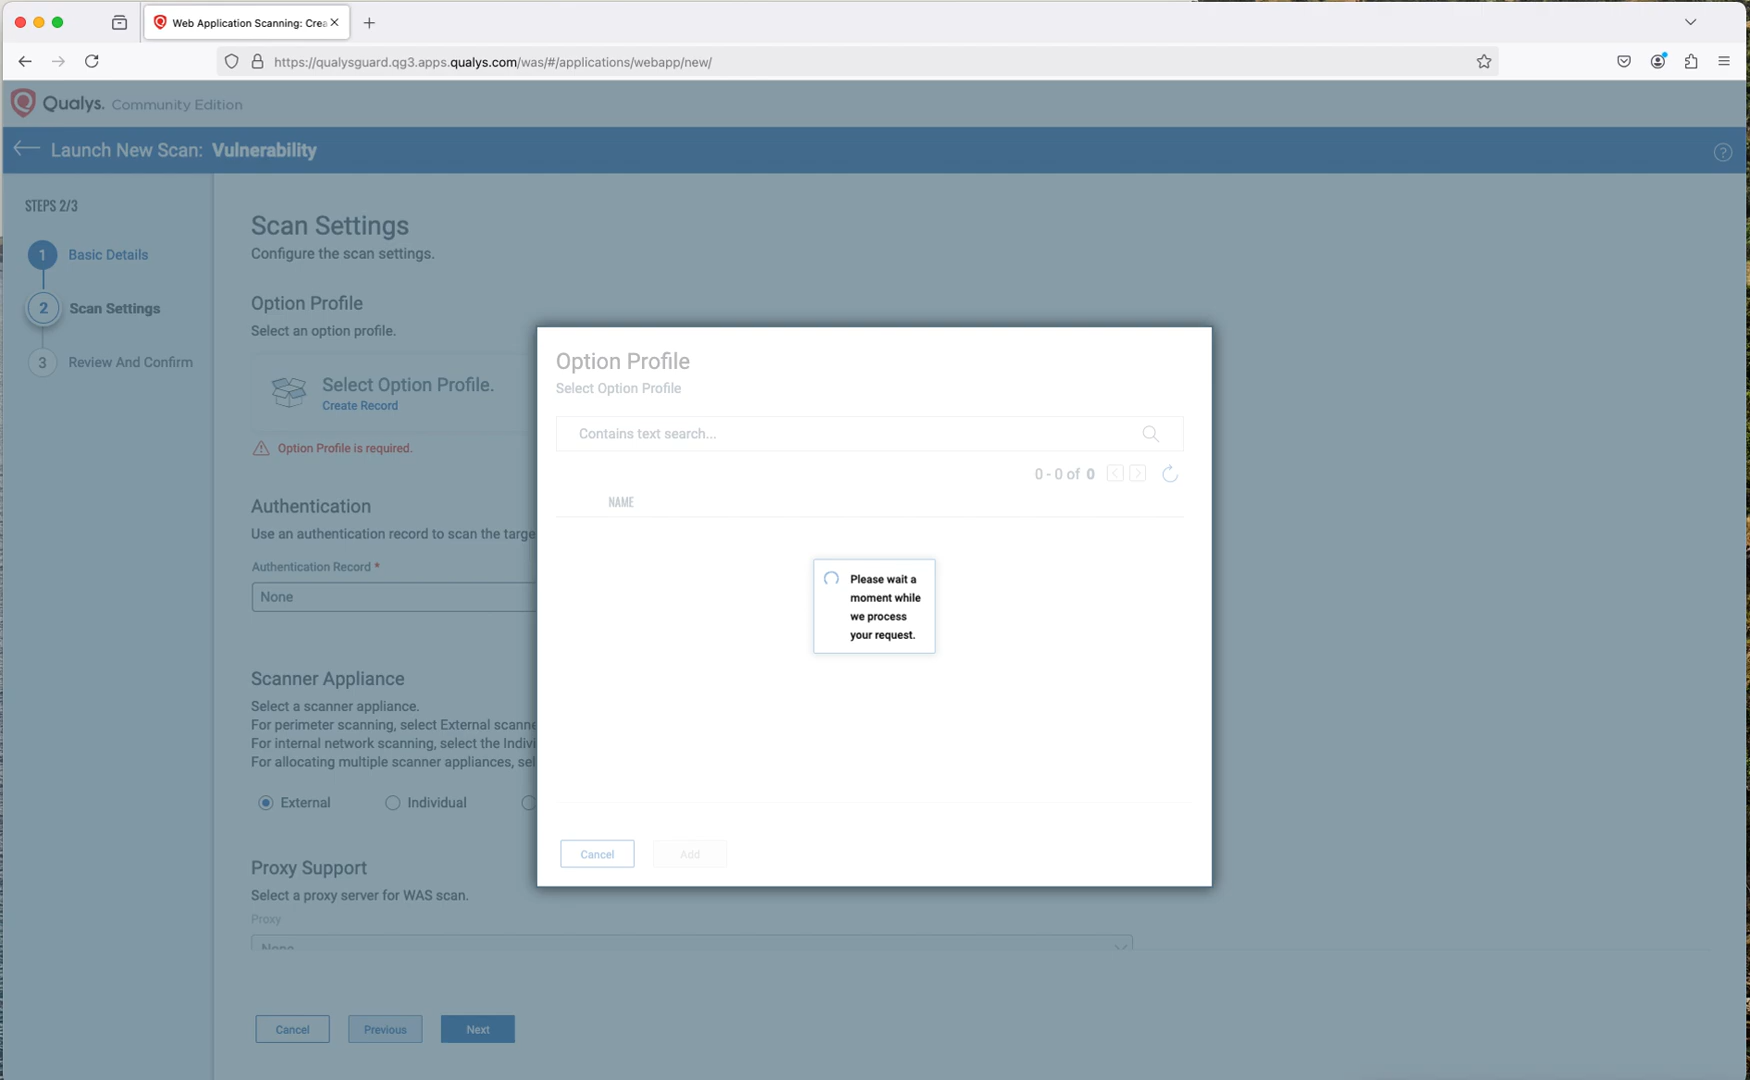 Web Application Scanning: Crea
https://qualysguard.qg3.apps.qualys.com/was/#/applications/webapp/new/
Qualys. Community Edition
Launch New Scan: Vulnerability
?
STEPS 2/3
1 Basic Details
2 Scan Settings
3 Review And Confirm
Scan Settings
Configure the scan settings.
Option Profile
Select an option profile.
Select Option Profile.
Create Record
Option Profile is required.
Authentication
Use an authentication record to scan the targe
Authentication Record *
None
Scanner Appliance
Select a scanner appliance.
For perimeter scanning, select External scanne
For internal network scanning, select the Indivi
For allocating multiple scanner appliances, sel
External Individual
Proxy Support
Select a proxy server for WAS scan.
Proxy
None
Cancel Previous Next
Option Profile
Select Option Profile
Contains text search...
0 - 0 of 0
NAME
Please wait a
moment while
we process
your request.
Cancel Add